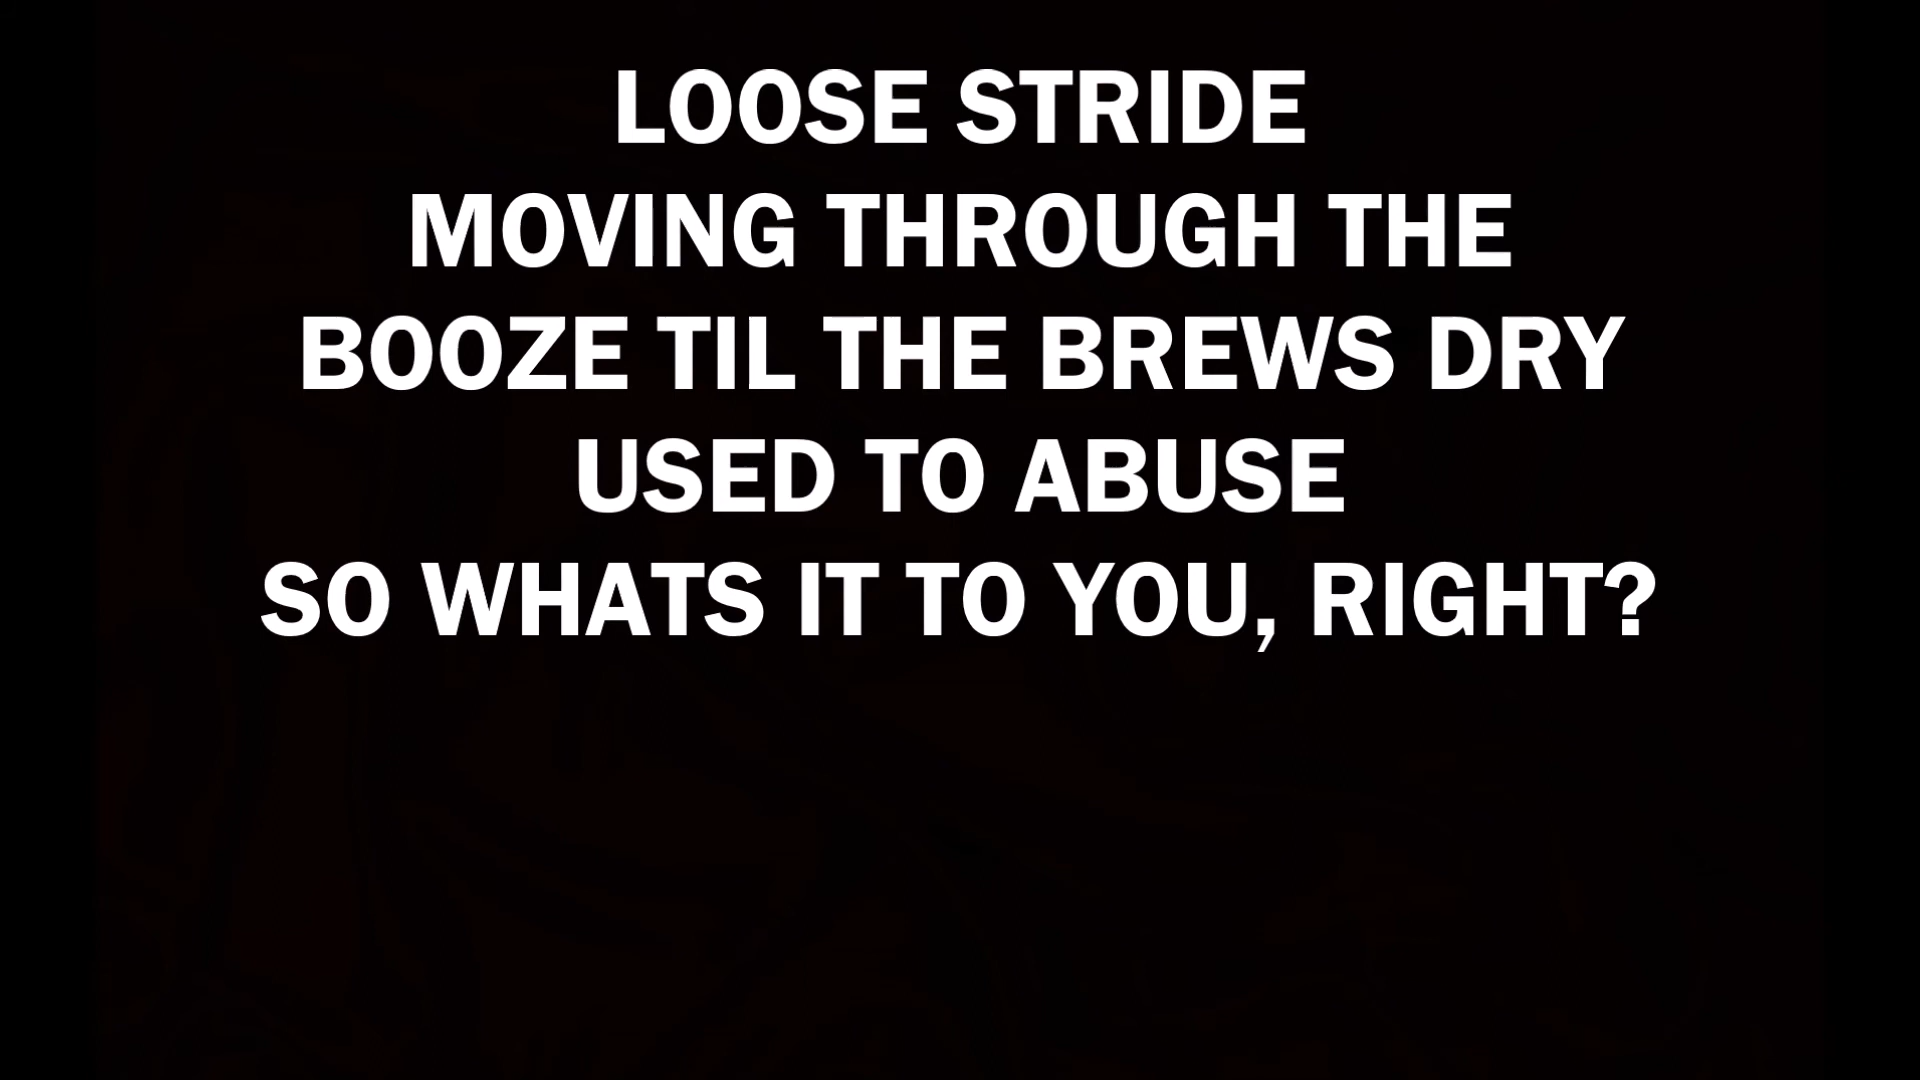 LOOSE STRIDE
MOVING THROUGH THE
BOOZE TIL THE BREWS DRY
USED TO ABUSE
SO WHATS IT TO YOU, RIGHT?